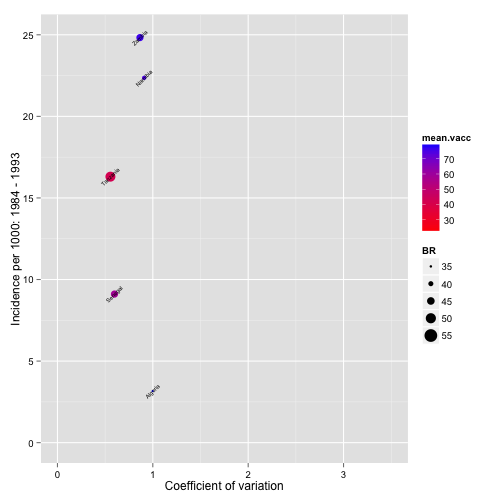 25
20
15
10
5
0
Incidence per 1000: 1984 - 1993
Zambia
Namibia
Senegal
Algeria
0 1 2 3
Coefficient of variation
mean.vacc
70
60
50
40
30
BR
35
40
45
50
55